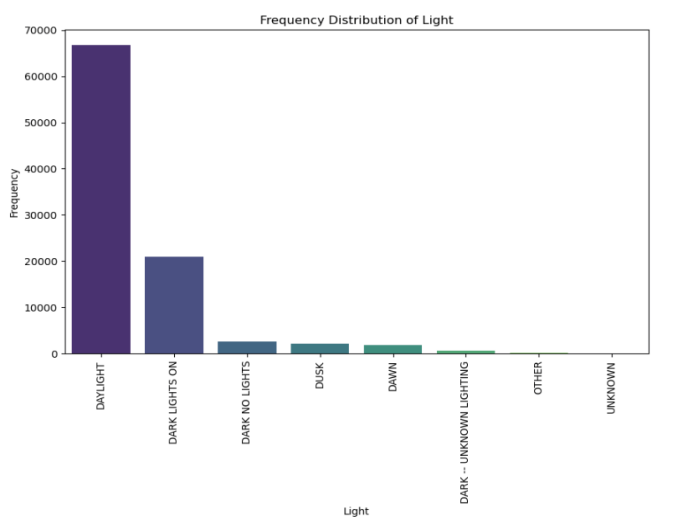 Frequency Distribution of Light
70000
60000
50000
40000
30000
20000
10000
0
Frequency
DAYLIGHT
DARK LIGHTS ON
DARK NO LIGHTS
DUSK
DAWN
DARK -- UNKNOWN LIGHTING
OTHER
UNKNOWN
Light